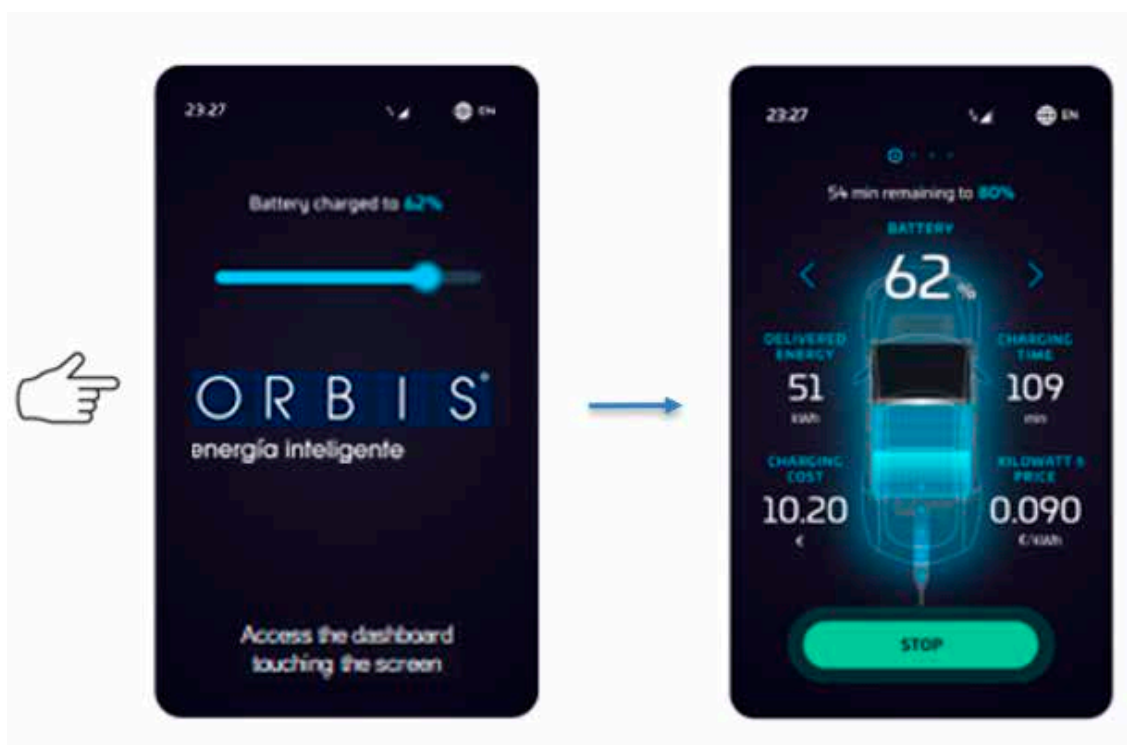 23:27
EN
Battery charged to 62%
ORBIS®
energía inteligente
Access the dashboard
touching the screen
23:27
EN
54 min remaining to 80%
BATTERY
62 %
DELIVERED
ENERGY
51
kWh
CHARGING
TIME
109
min
CHARGING
COST
10.20
€
KILOWATT'S
PRICE
0.090
€/kWh
STOP